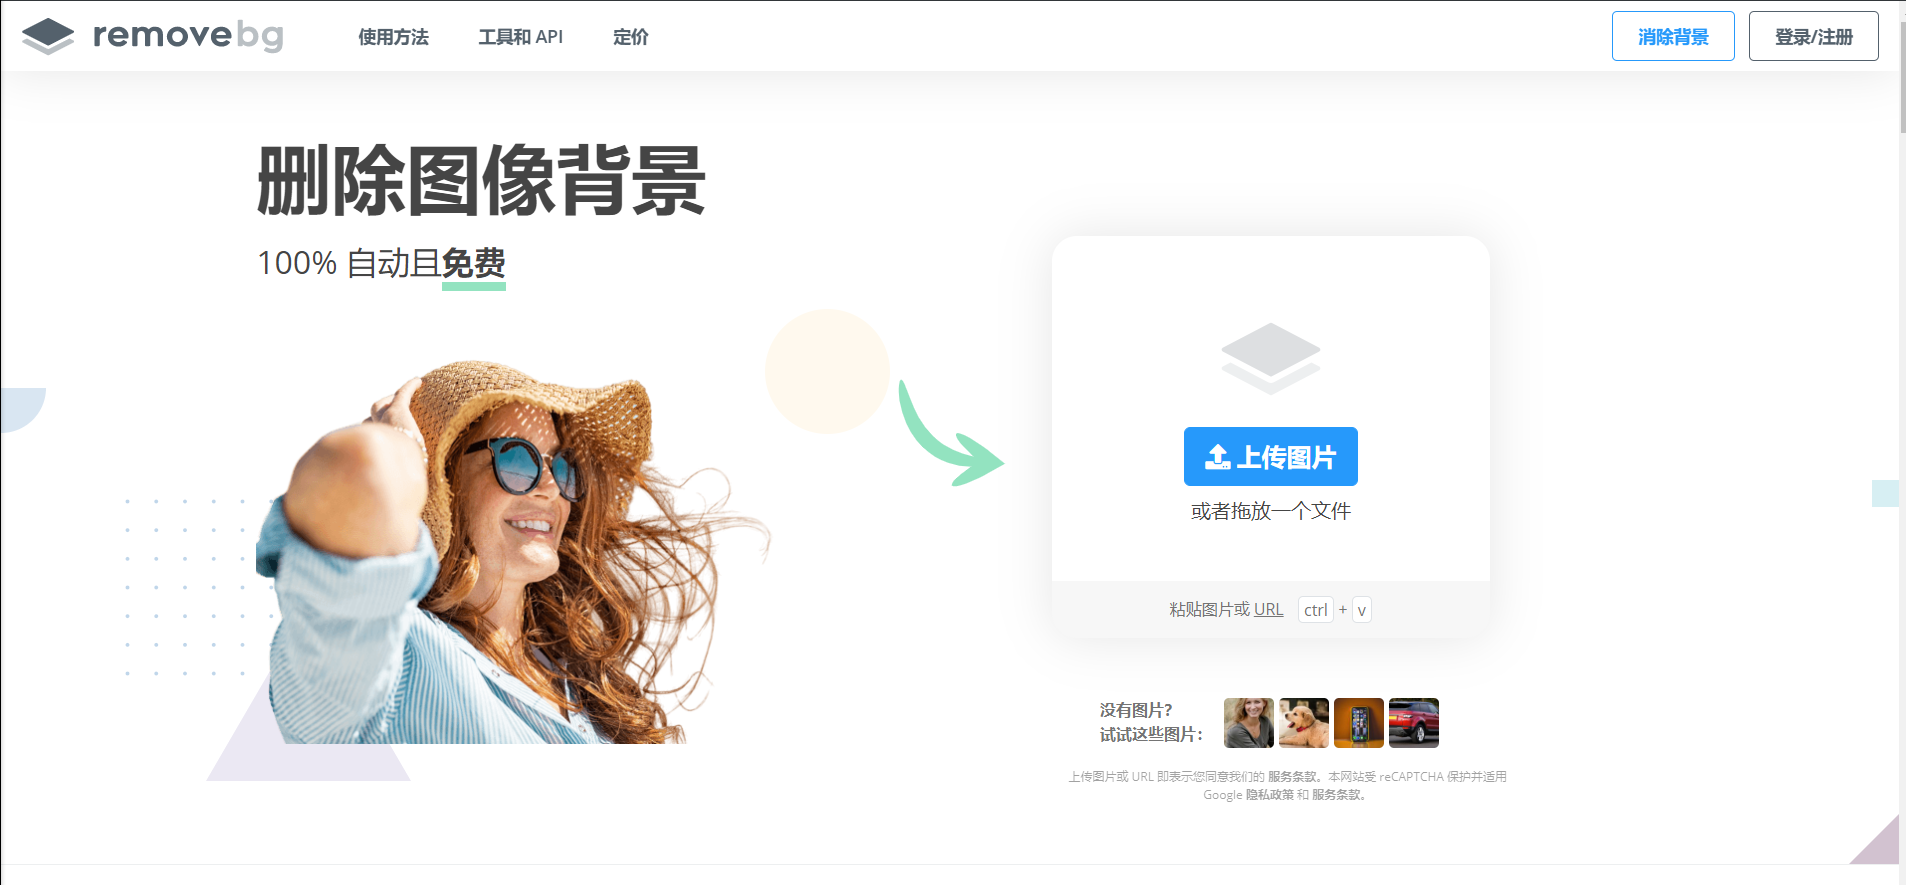 removebg
使用方法
工具和 API
定价
消除背景
登录/注册
删除图像背景
100% 自动且免费
上传图片
或者拖放一个文件
粘贴图片或 URL ctrl + v
没有图片?
试试这些图片：
上传图片或 URL 即表示您同意我们的 服务条款。本网站受 reCAPTCHA 保护并适用
Google 隐私政策 和 服务条款。